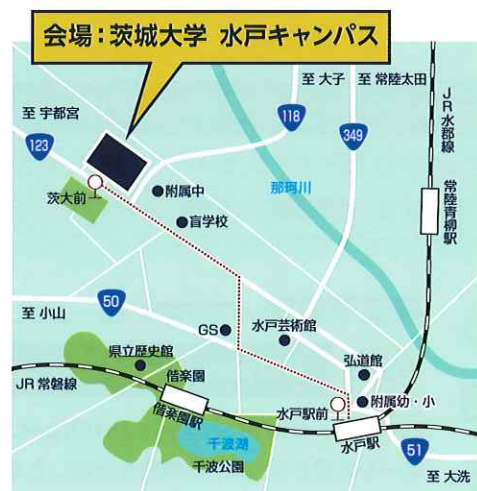 会場：茨城大学 水戸キャンパス
至 大子
至 常陸太田
JR水郡線
至 宇都宮
118
349
123
那珂川
常陸青柳駅
茨大前
附属中
盲学校
50
至 小山
GS
水戸芸術館
弘道館
県立歴史館
JR常磐線
偕楽園
偕楽園駅
水戸駅前
附属幼・小
水戸駅
千波湖
千波公園
51
至 大洗